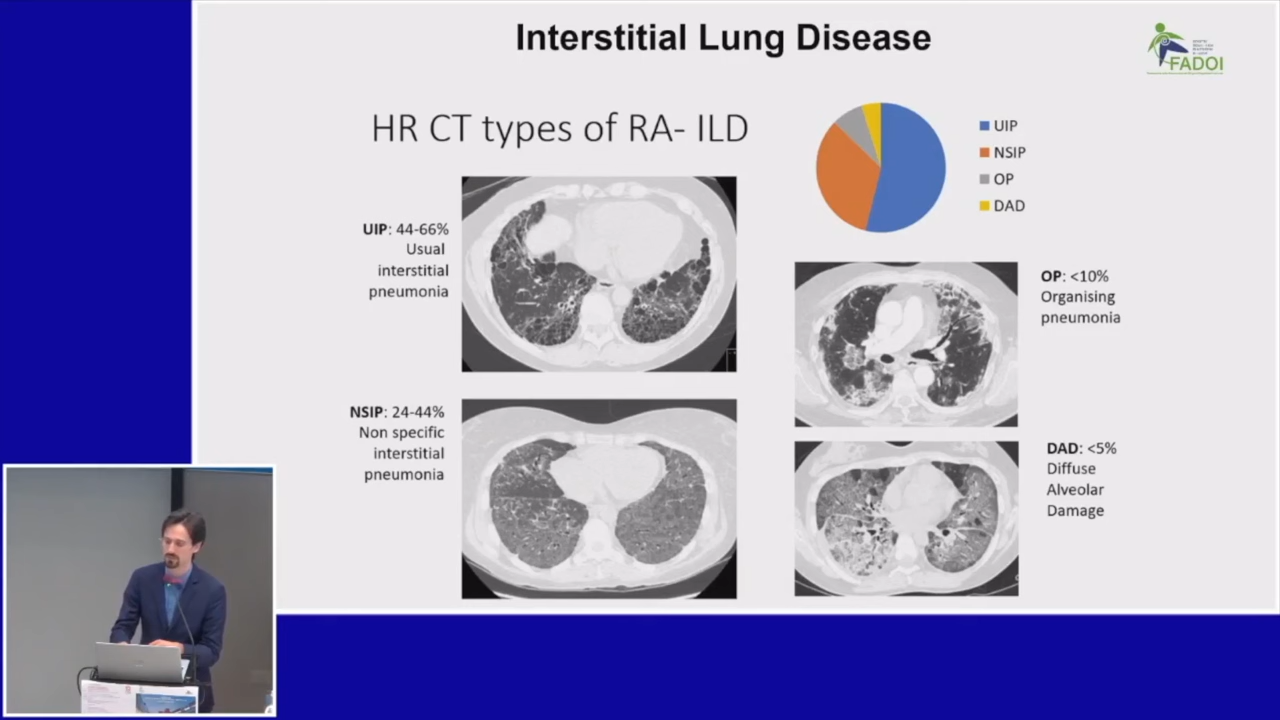 Interstitial Lung Disease
FADOI
HR CT types of RA- ILD
UIP
NSIP
OP
DAD
UIP: 44-66%
Usual
interstitial
pneumonia
OP: <10%
Organising
pneumonia
NSIP: 24-44%
Non specific
interstitial
pneumonia
DAD: <5%
Diffuse
Alveolar
Damage